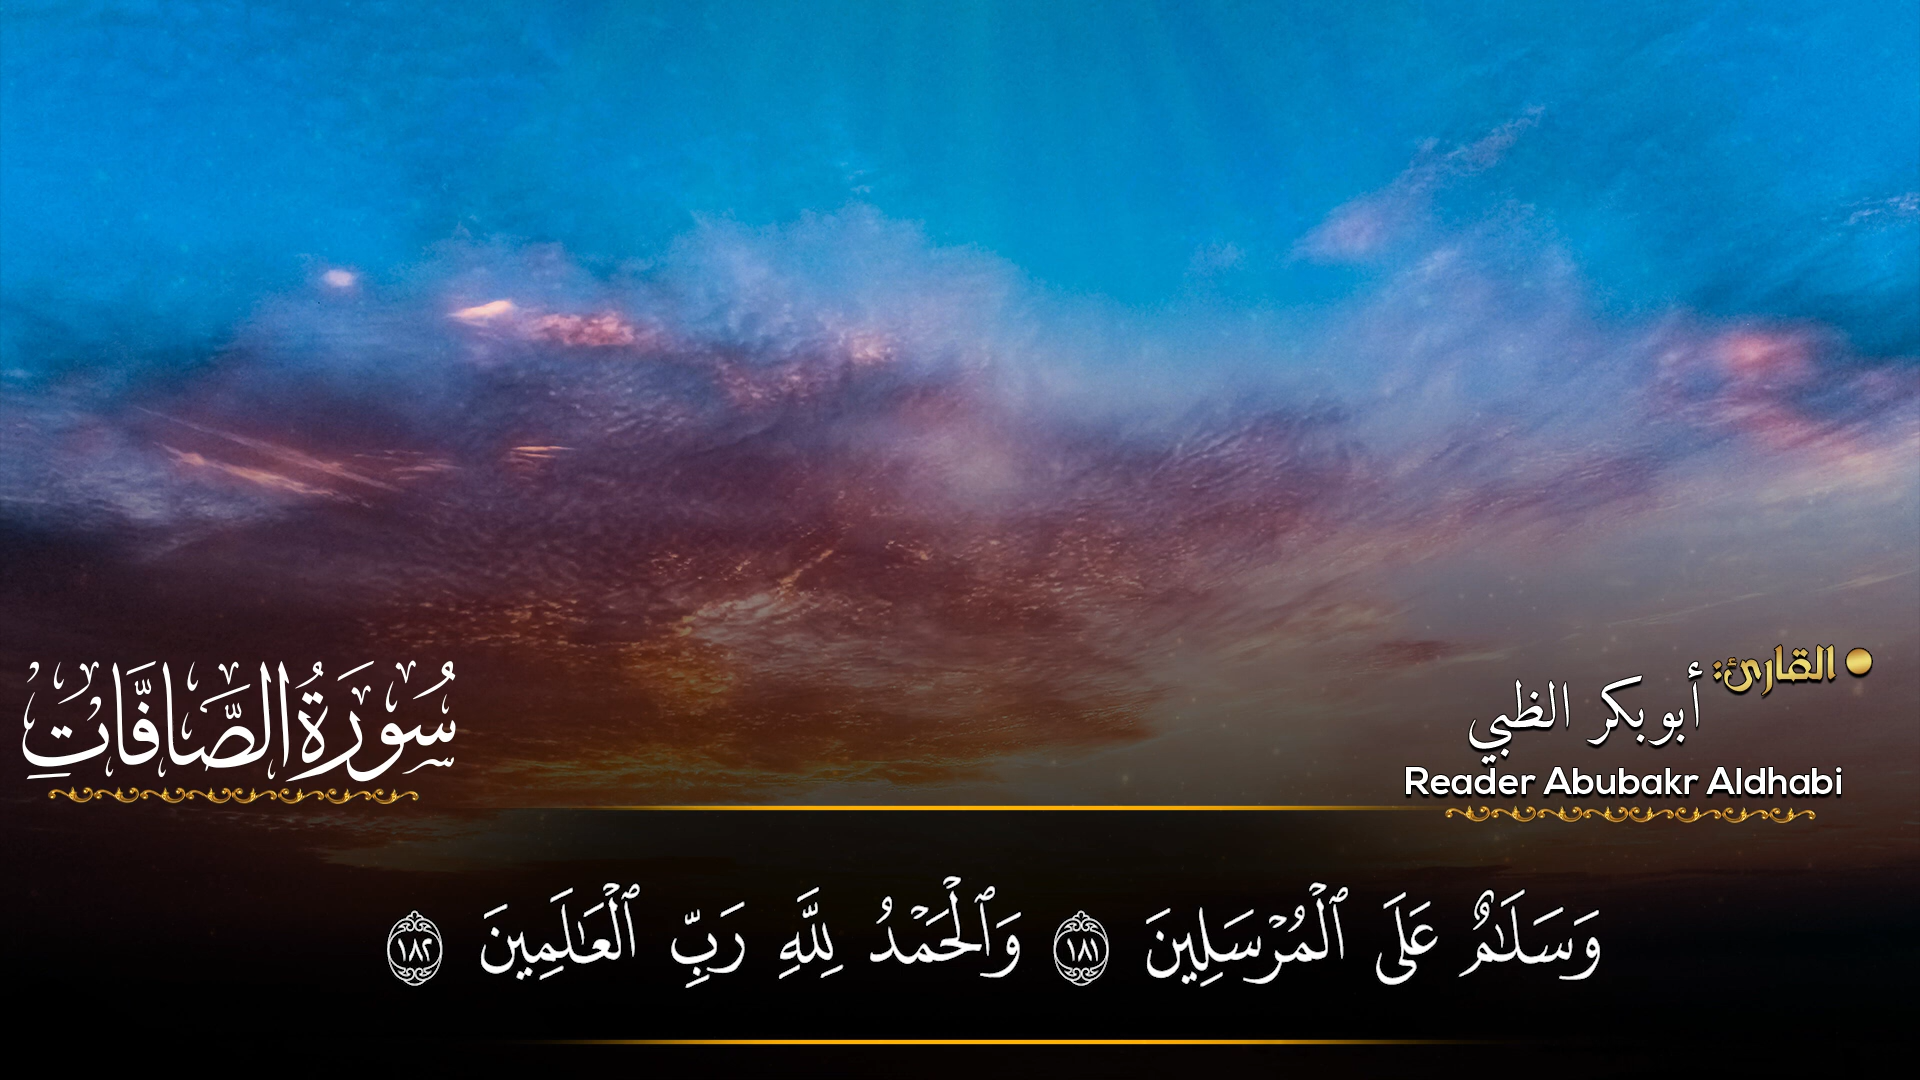 سُورَةُ الصَّافَّاتِ
القارئ:
أبوبكر الظبي
Reader Abubakr Aldhabi
وَسَلَٰمٌ عَلَى ٱلْمُرْسَلِينَ ١٨١ وَٱلْحَمْدُ لِلَّهِ رَبِّ ٱلْعَٰلَمِينَ ١٨٢